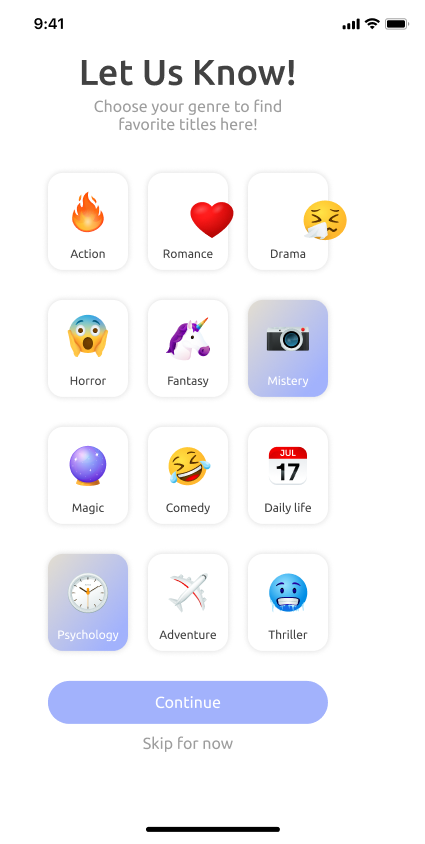 9:41
Let Us Know!
Choose your genre to find
favorite titles here!
Action
Romance
Drama
Horror
Fantasy
Mistery
Magic
Comedy
JUL
17
Daily life
Psychology
Adventure
Thriller
Continue
Skip for now